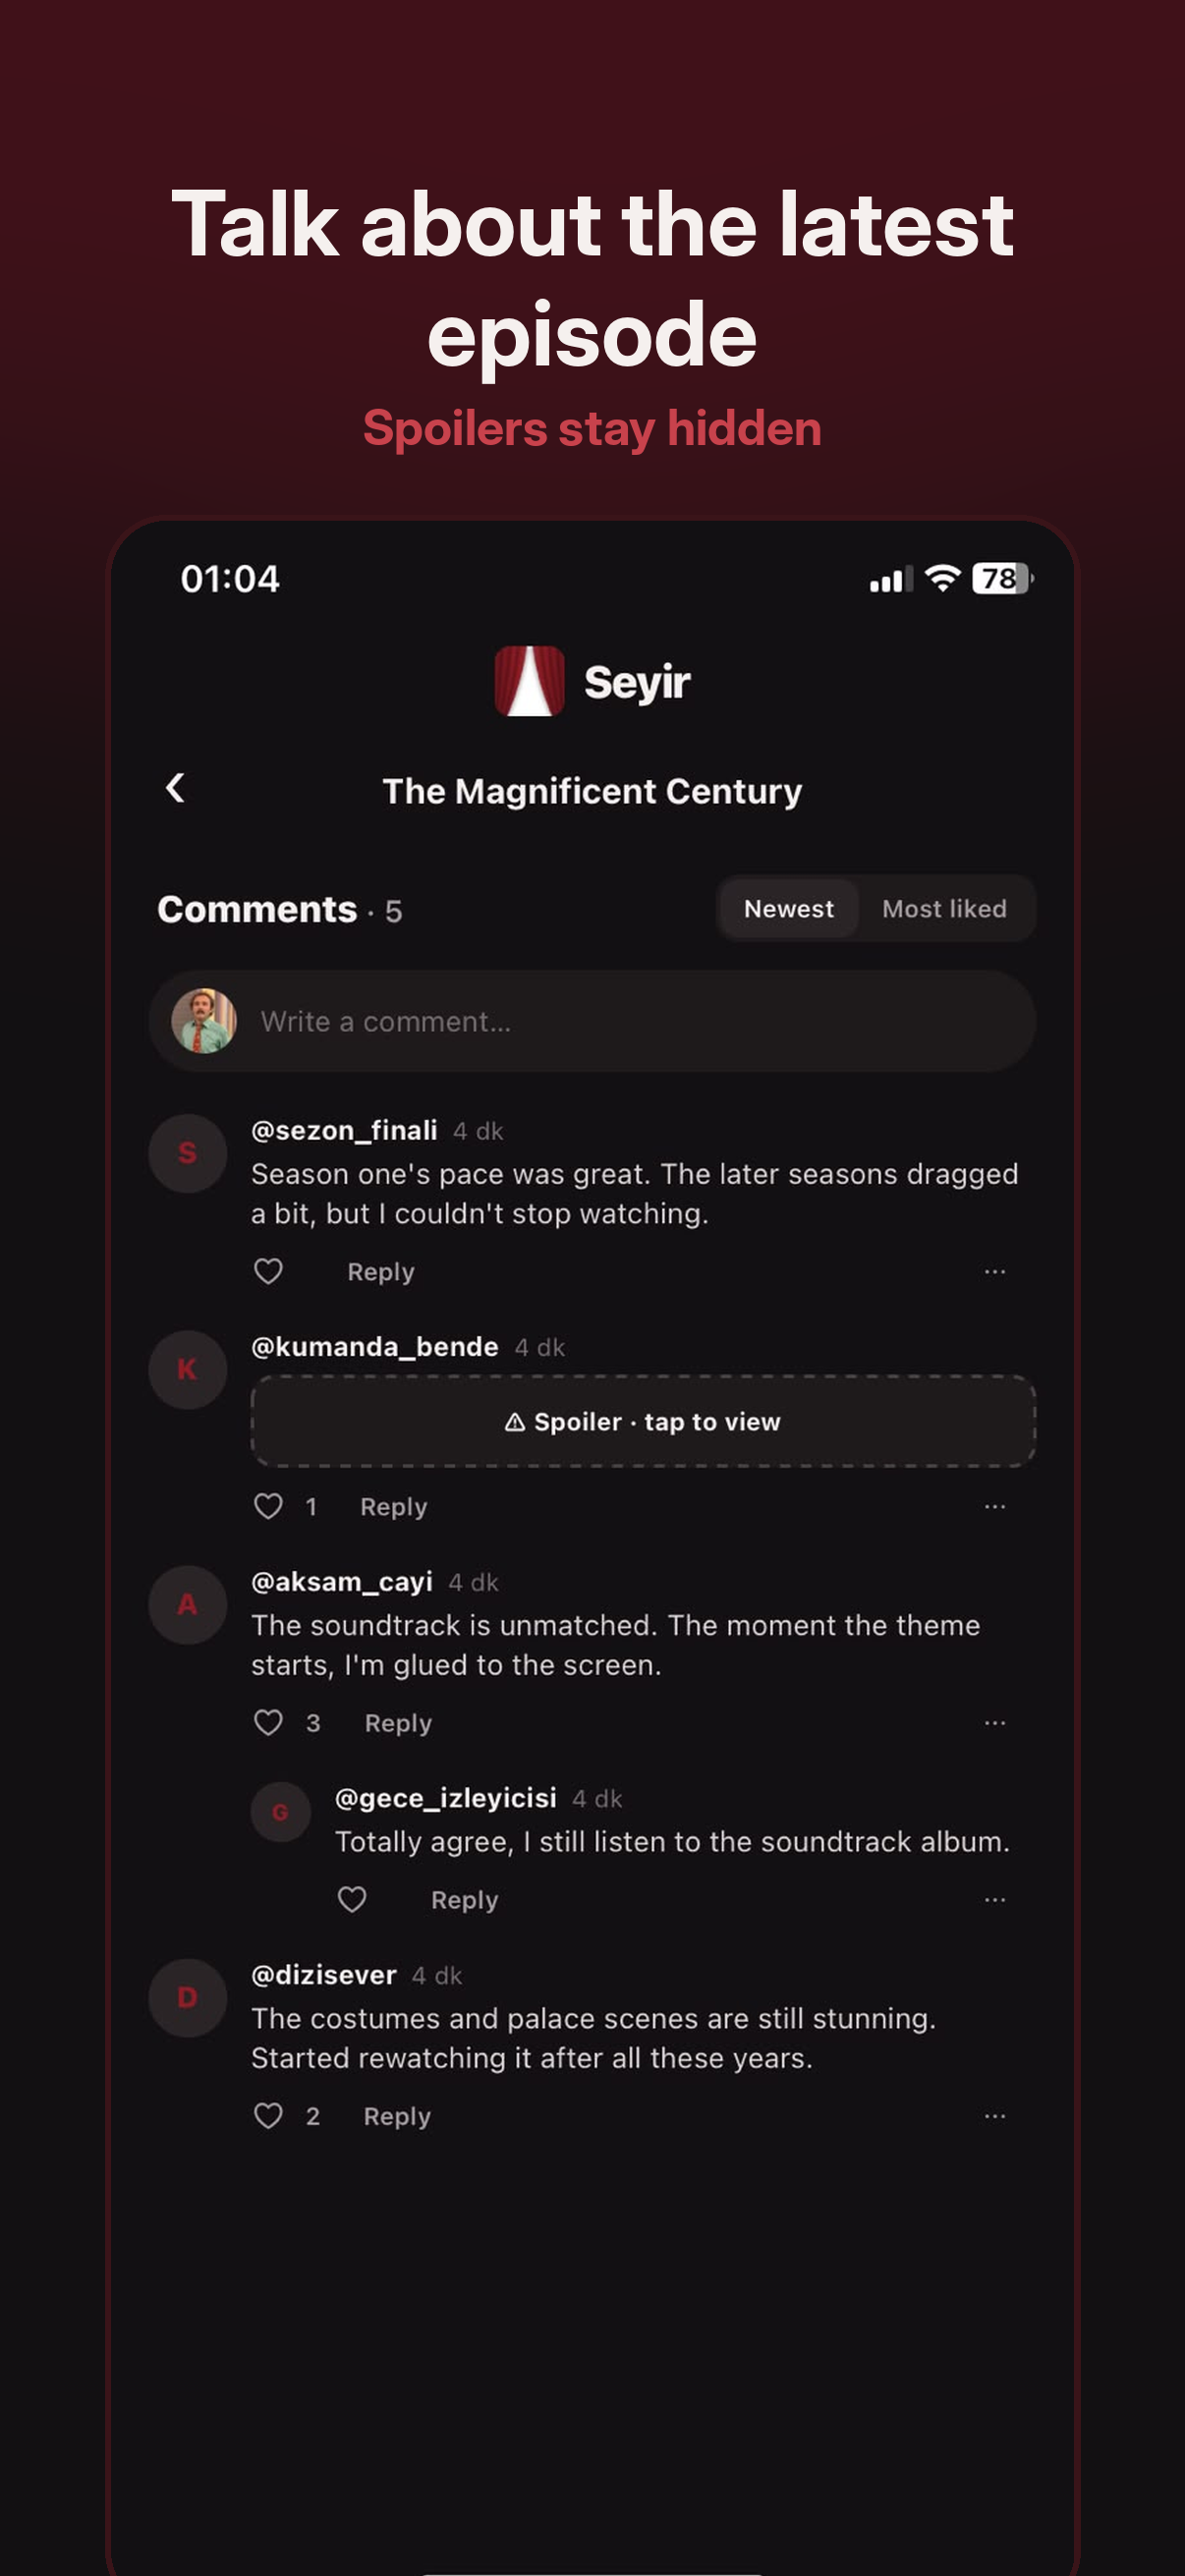 Talk about the latest
episode
Spoilers stay hidden
01:04
78
Seyir
The Magnificent Century
Comments · 5
Newest
Most liked
Write a comment...
S
@sezon_finali 4 dk
Season one's pace was great. The later seasons dragged
a bit, but I couldn't stop watching.
Reply
K
@kumanda_bende 4 dk
Spoiler · tap to view
1 Reply
A
@aksam_cayi 4 dk
The soundtrack is unmatched. The moment the theme
starts, I'm glued to the screen.
3 Reply
G
@gece_izleyicisi 4 dk
Totally agree, I still listen to the soundtrack album.
Reply
D
@dizisever 4 dk
The costumes and palace scenes are still stunning.
Started rewatching it after all these years.
2 Reply